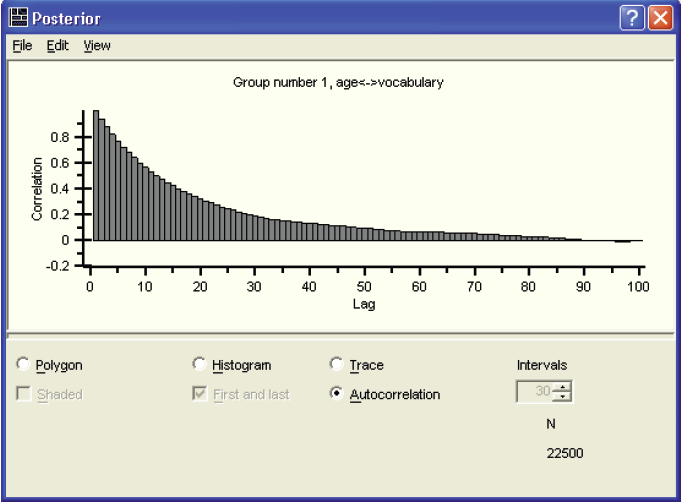 Posterior
File Edit View
Group number 1, age<->vocabulary
Correlation
0.8
0.6
0.4
0.2
0
-0.2
0 10 20 30 40 50 60 70 80 90 100
Lag
Polygon Histogram Trace Intervals
Shaded First and last Autocorrelation 30
N
22500